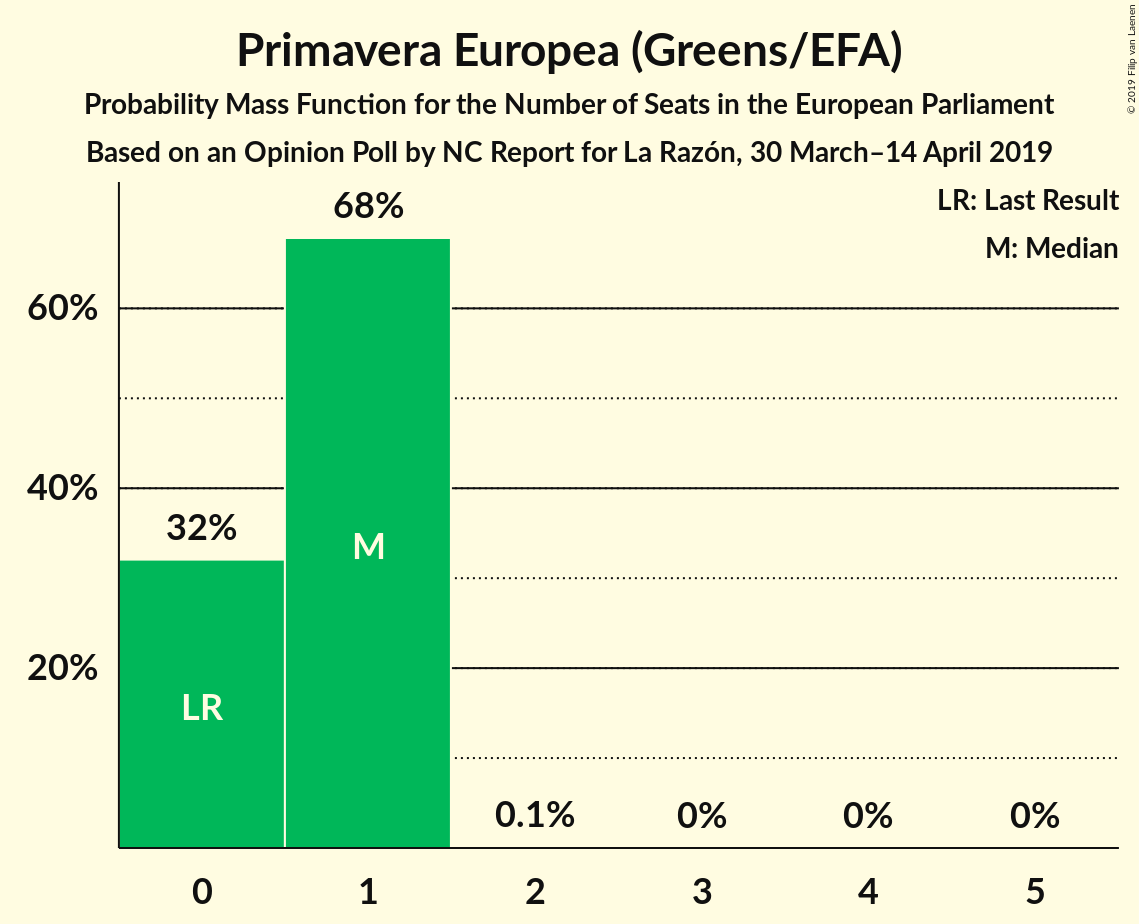 Primavera Europea (Greens/EFA)
Probability Mass Function for the Number of Seats in the European Parliament
Based on an Opinion Poll by NC Report for La Razón, 30 March–14 April 2019
© 2019 Filip van Laenen
LR: Last Result
M: Median
68%
60%
40%
32%
M
20%
LR
0.1%
0%
0%
0%
0
1
2
3
4
5